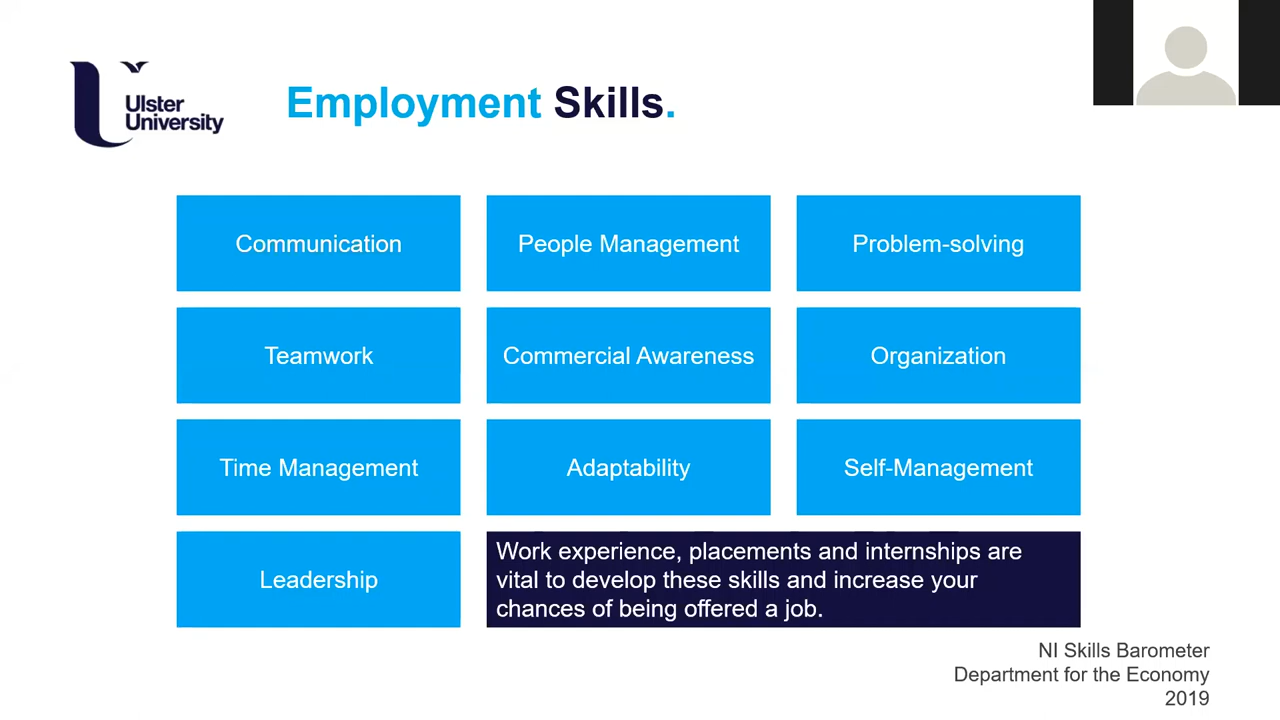 Ulster
University
Employment Skills.
Communication
People Management
Problem-solving
Teamwork
Commercial Awareness
Organization
Time Management
Adaptability
Self-Management
Leadership
Work experience, placements and internships are
vital to develop these skills and increase your
chances of being offered a job.
NI Skills Barometer
Department for the Economy
2019